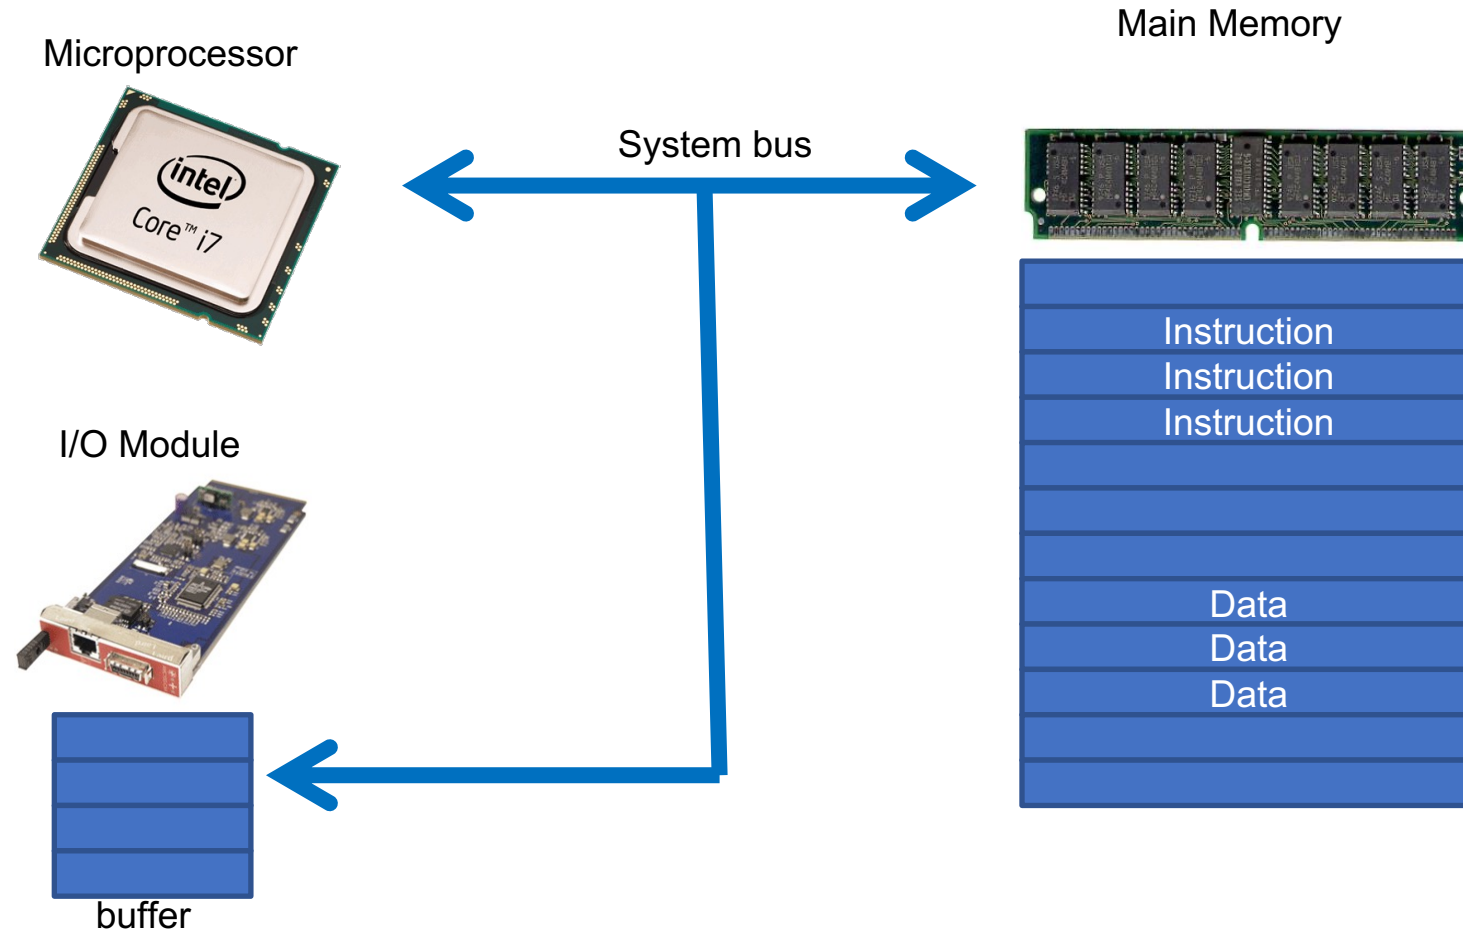 Main Memory
Microprocessor
System bus
intel
Core™ i7
Instruction
Instruction
Instruction
I/O Module
Data
Data
Data
buffer